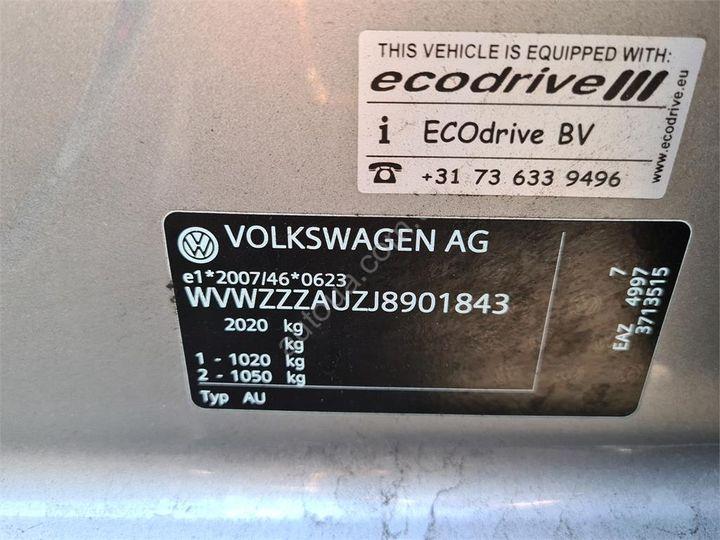 THIS VEHICLE IS EQUIPPED WITH:
ecodrive
www.ecodrive.eu
i ECOdrive BV
+31 73 633 9496
VOLKSWAGEN AG
e1*2007/46*0623
WVWZZZAUZJ8901843
2020 kg
kg
1 - 1020 kg
2 - 1050 kg
Typ AU
7
EAZ 4997
3713515